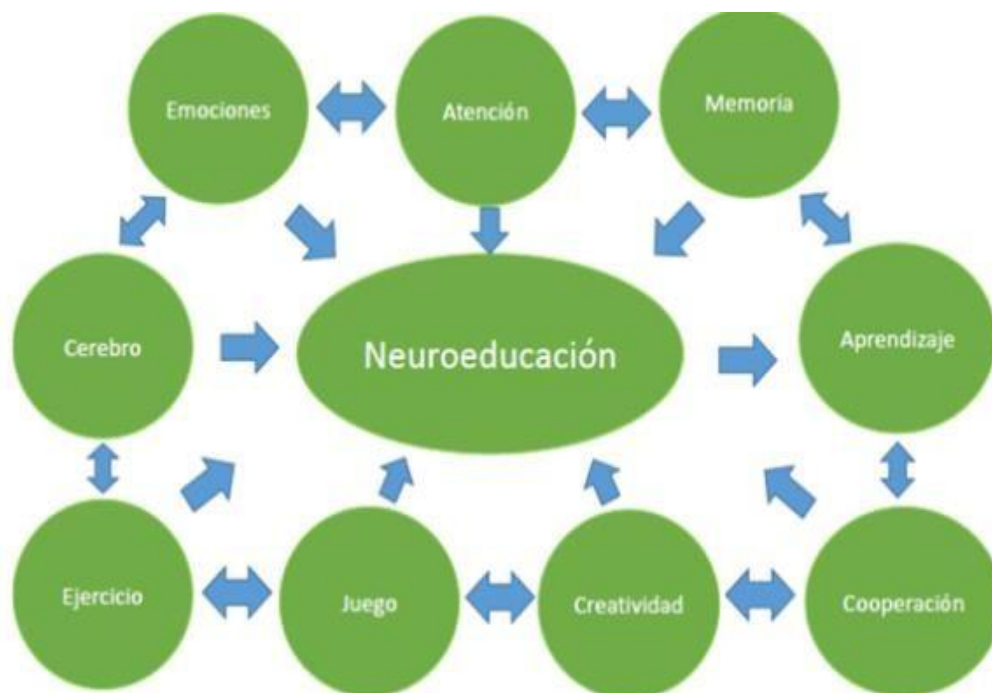 Emociones
Atención
Memoria
Cerebro
Neuroeducación
Aprendizaje
Ejercicio
Juego
Creatividad
Cooperación